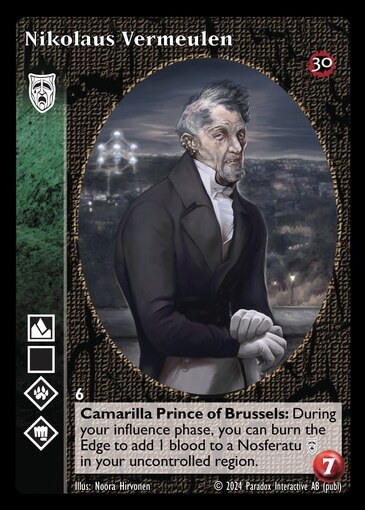 Nikolaus Vermeulen
30
6
Camarilla Prince of Brussels: During
your influence phase, you can burn the
Edge to add 1 blood to a Nosferatu
in your uncontrolled region.
7
Illus: Noora Hirvonen © 2024 Paradox Interactive AB (publ)